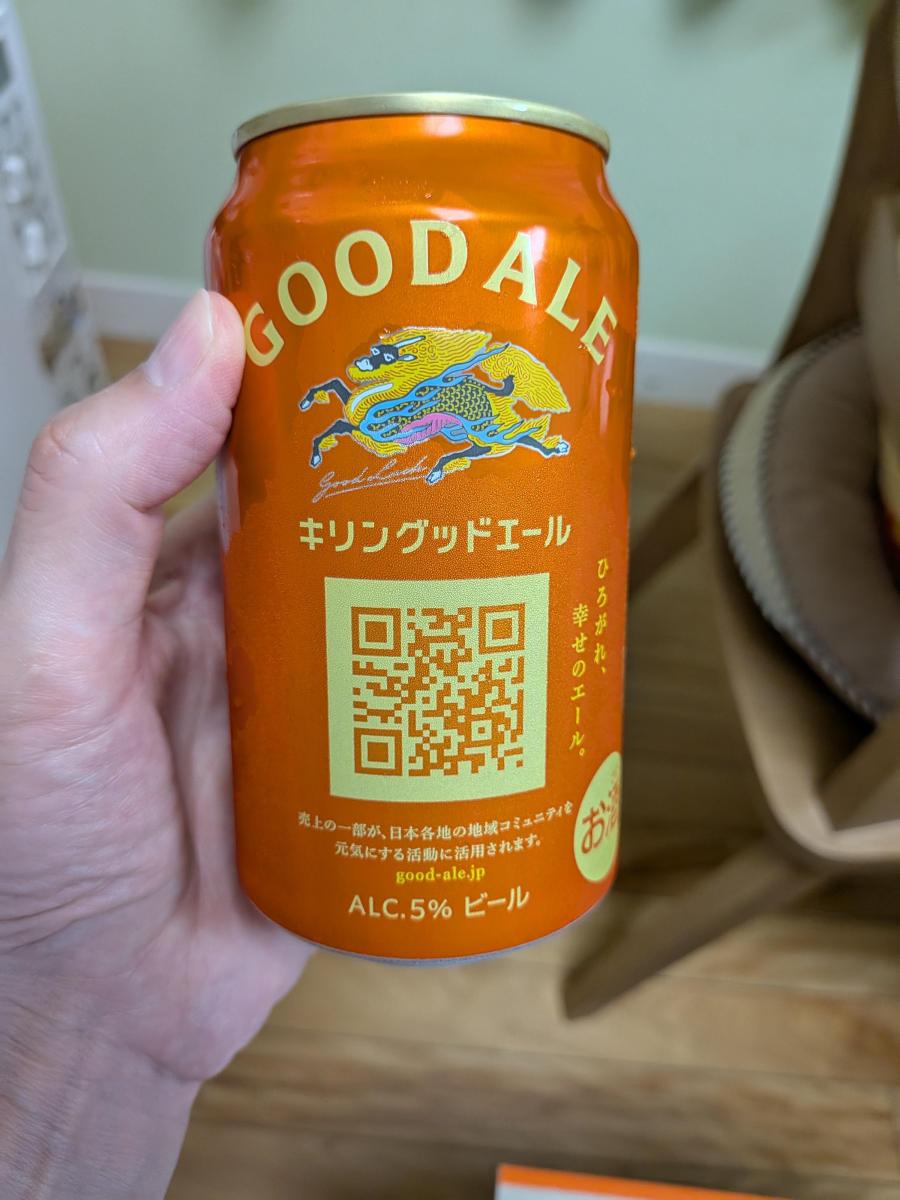 GOOD ALE
Good Luck
キリングッドエール
ひろがれ、
幸せのエール。
お酒
売上の一部が、日本各地の地域コミュニティを
元気にする活動に活用されます。
good-ale.jp
ALC.5% ビール